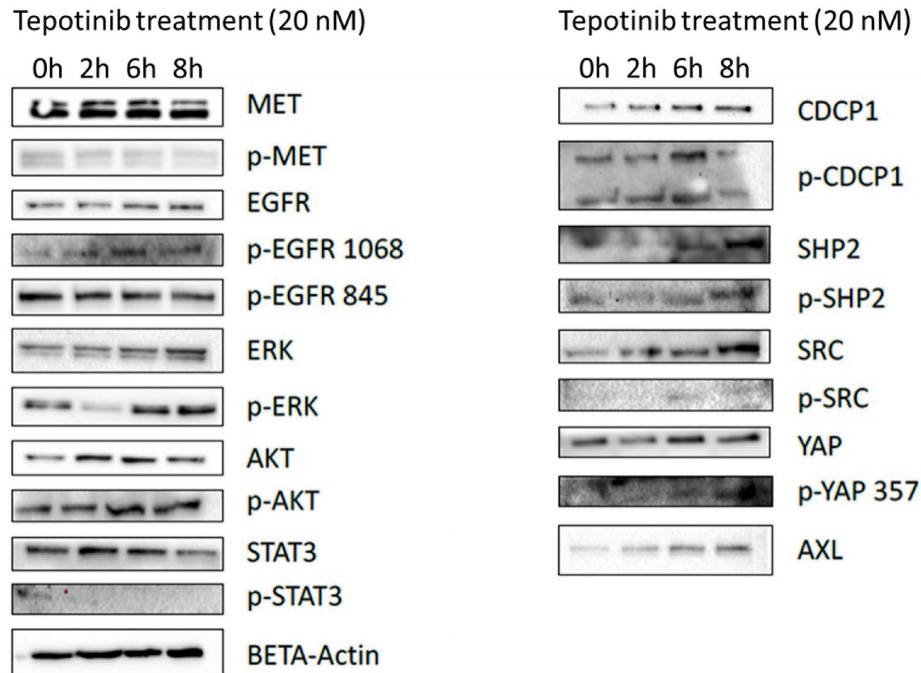 Tepotinib treatment (20 nM)
0h 2h 6h 8h
MET
p-MET
EGFR
p-EGFR 1068
p-EGFR 845
ERK
p-ERK
AKT
p-AKT
STAT3
p-STAT3
BETA-Actin
Tepotinib treatment (20 nM)
0h 2h 6h 8h
CDCP1
p-CDCP1
SHP2
p-SHP2
SRC
p-SRC
YAP
p-YAP 357
AXL